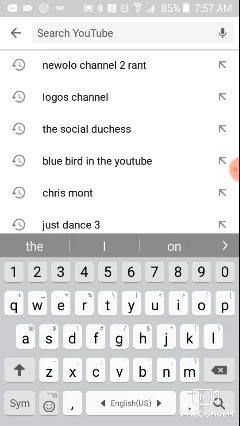 85% 7:57 AM
Search YouTube
newolo channel 2 rant
logos channel
the social duchess
blue bird in the youtube
chris mont
just dance 3
the I on
1 2 3 4 5 6 7 8 9 0
q w e r t y u i o p
a s d f g h j k l
z x c v b n m
Sym , English(US) .
V RECORDER